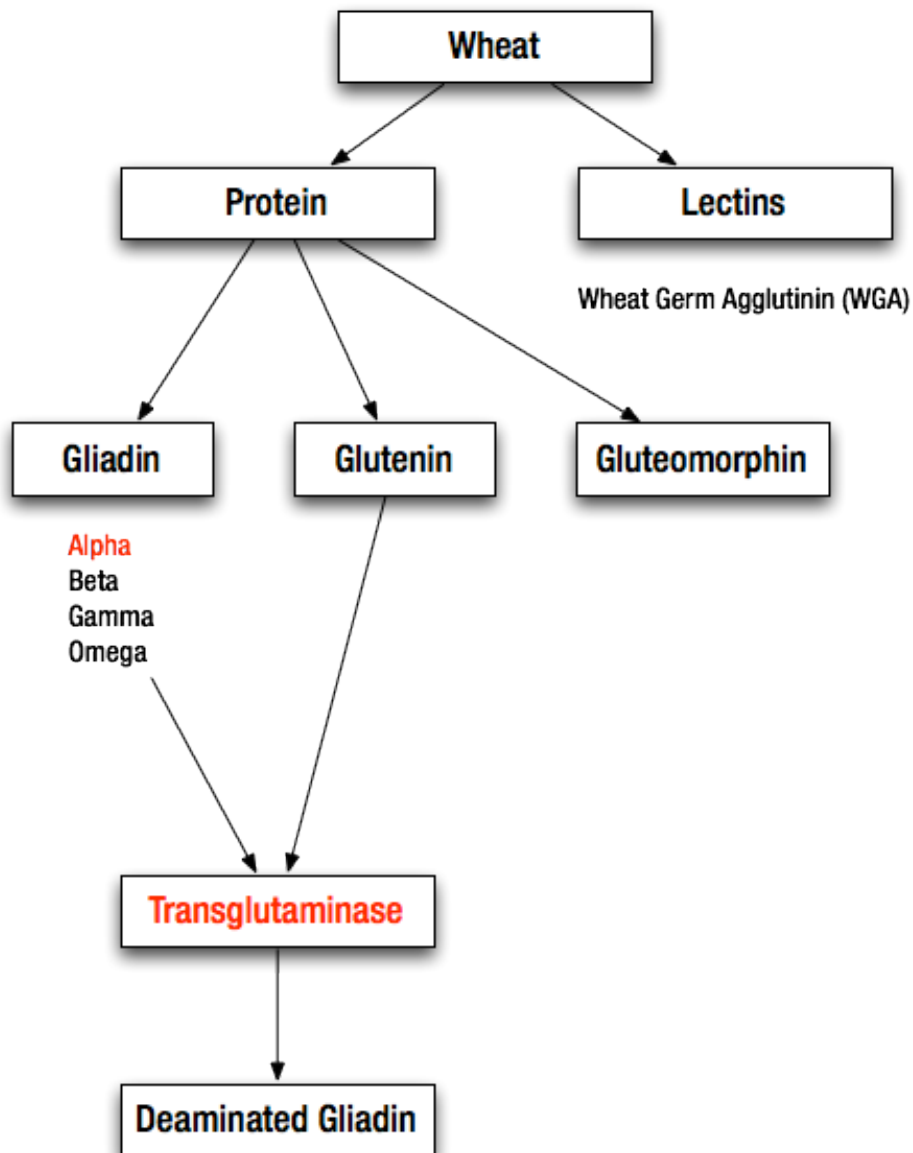 Wheat
Protein
Lectins
Wheat Germ Agglutinin (WGA)
Gliadin
Glutenin
Gluteomorphin
Alpha
Beta
Gamma
Omega
Transglutaminase
Deaminated Gliadin